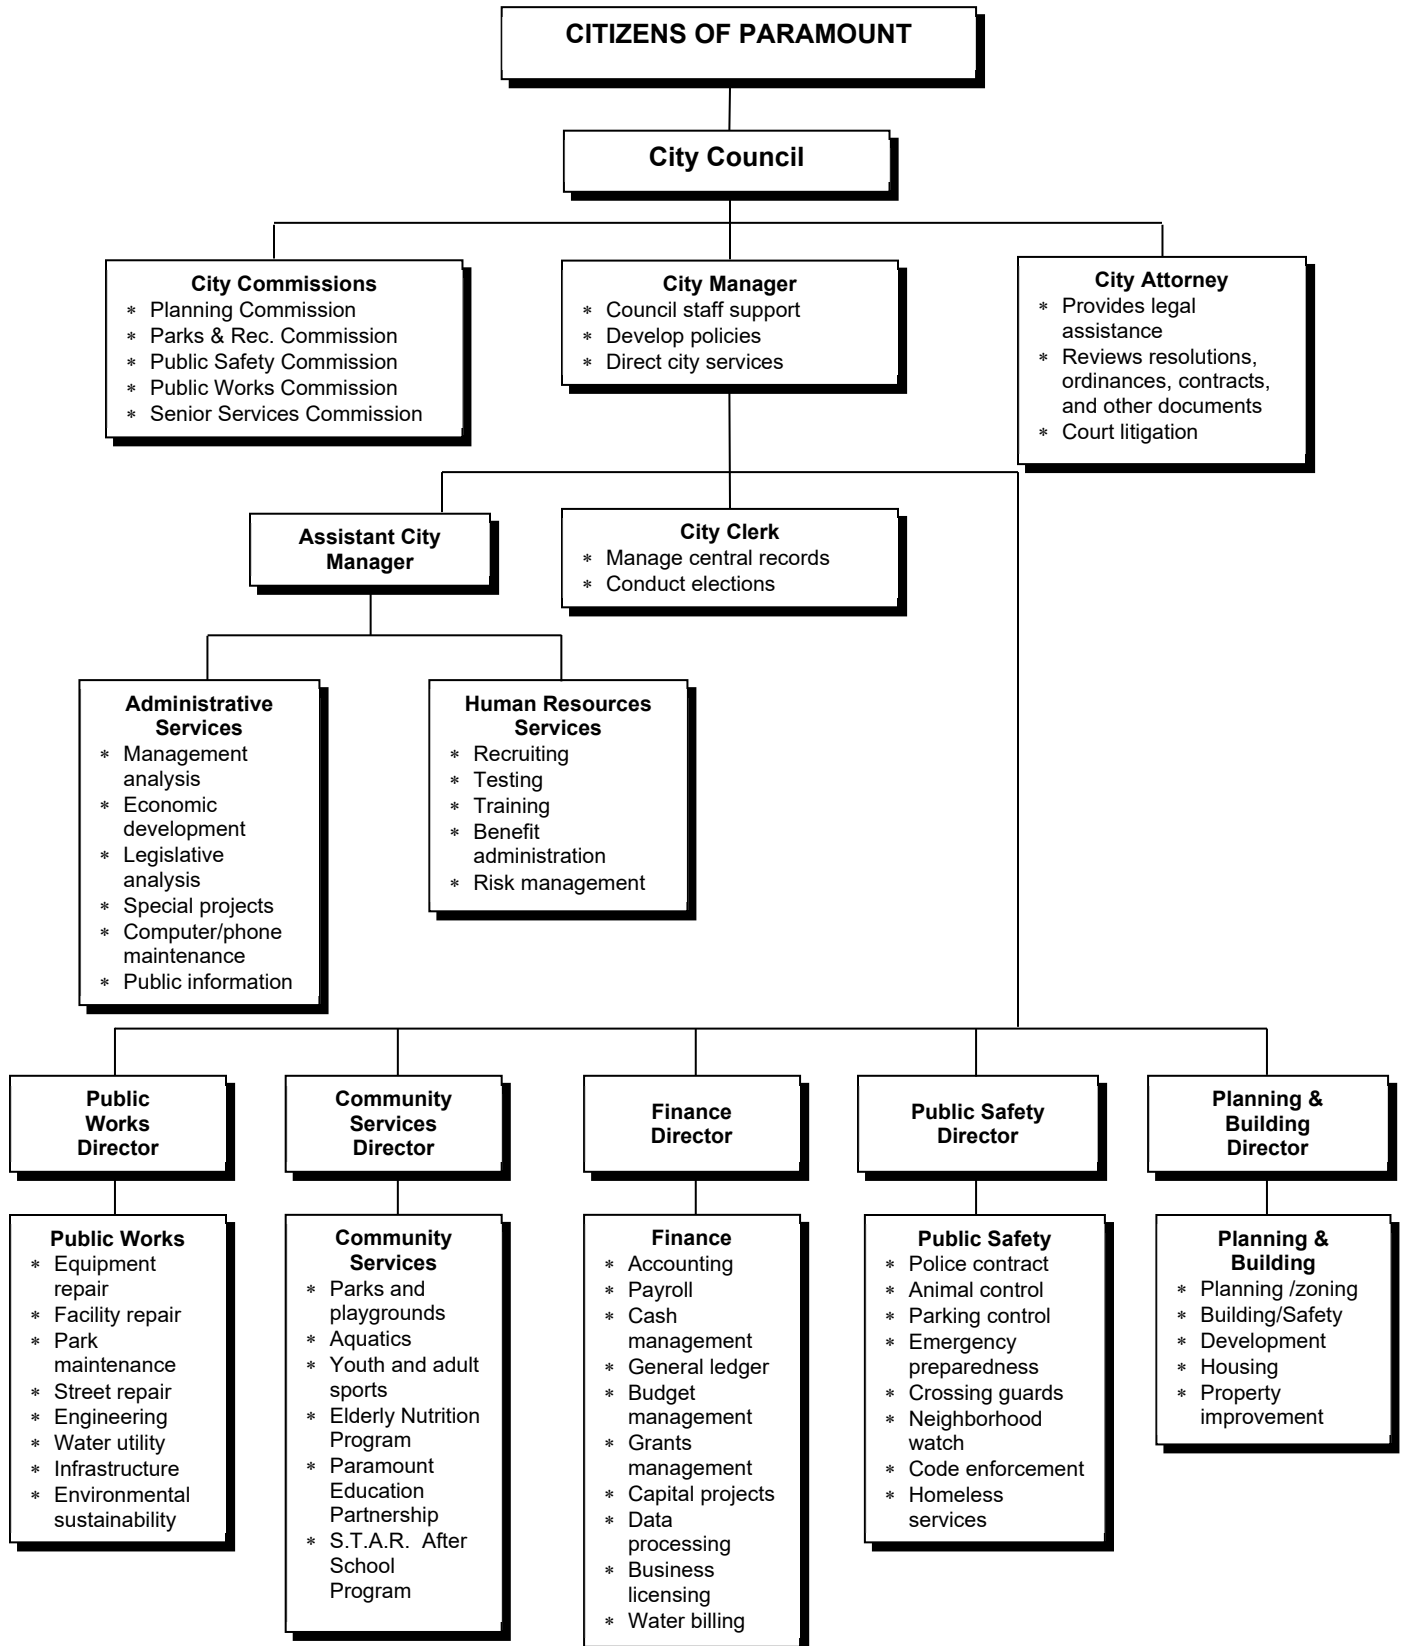 CITIZENS OF PARAMOUNT
City Council
City Commissions
* Planning Commission
* Parks & Rec. Commission
* Public Safety Commission
* Public Works Commission
* Senior Services Commission
City Manager
* Council staff support
* Develop policies
* Direct city services
City Attorney
* Provides legal
assistance
* Reviews resolutions,
ordinances, contracts,
and other documents
* Court litigation
Assistant City
Manager
City Clerk
* Manage central records
* Conduct elections
Administrative
Services
* Management
analysis
* Economic
development
* Legislative
analysis
* Special projects
* Computer/phone
maintenance
* Public information
Human Resources
Services
* Recruiting
* Testing
* Training
* Benefit
administration
* Risk management
Public
Works
Director
Community
Services
Director
Finance
Director
Public Safety
Director
Planning &
Building
Director
Public Works
* Equipment
repair
* Facility repair
* Park
maintenance
* Street repair
* Engineering
* Water utility
* Infrastructure
* Environmental
sustainability
Community
Services
* Parks and
playgrounds
* Aquatics
* Youth and adult
sports
* Elderly Nutrition
Program
* Paramount
Education
Partnership
* S.T.A.R. After
School
Program
Finance
* Accounting
* Payroll
* Cash
management
* General ledger
* Budget
management
* Grants
management
* Capital projects
* Data
processing
* Business
licensing
* Water billing
Public Safety
* Police contract
* Animal control
* Parking control
* Emergency
preparedness
* Crossing guards
* Neighborhood
watch
* Code enforcement
* Homeless
services
Planning &
Building
* Planning /zoning
* Building/Safety
* Development
* Housing
* Property
improvement